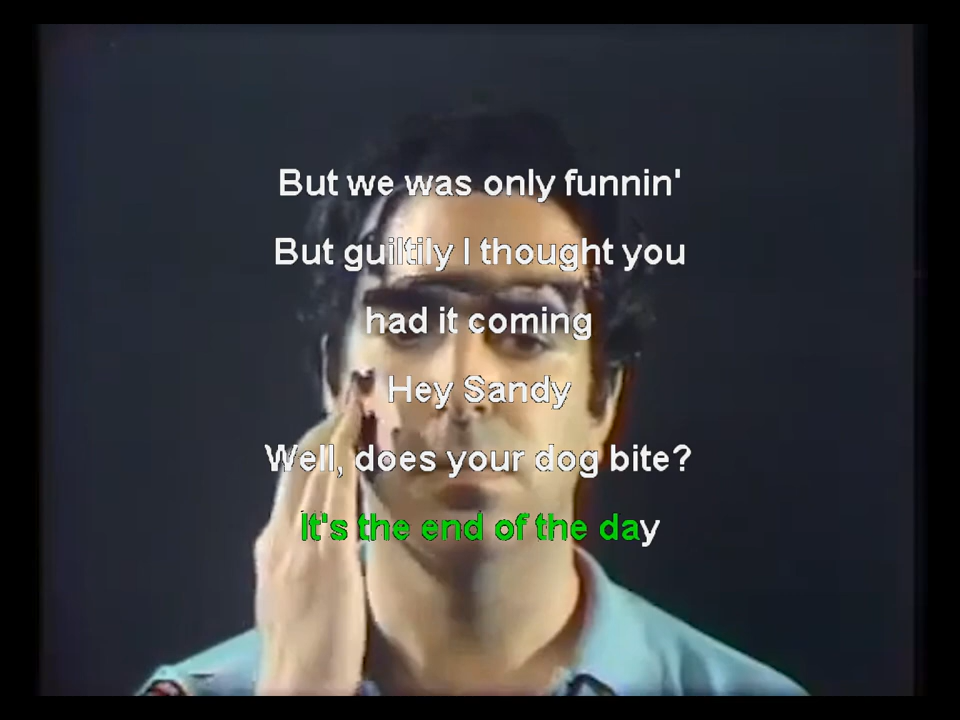 But we was only funnin'
But guiltily I thought you
had it coming
Hey Sandy
Well, does your dog bite?
It's the end of the day